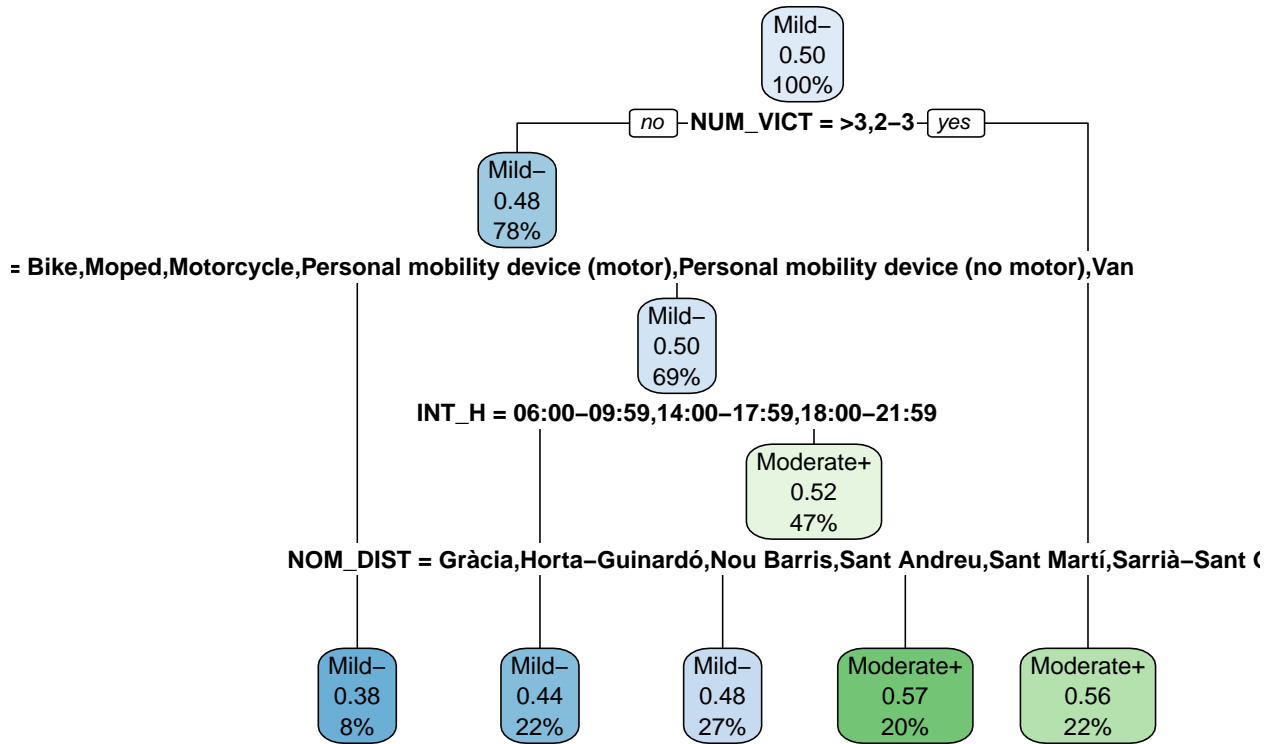 Mild–
0.50
100%
no NUM_VICT = >3,2–3 yes
Mild–
0.48
78%
= Bike,Moped,Motorcycle,Personal mobility device (motor),Personal mobility device (no motor),Van
Mild–
0.50
69%
INT_H = 06:00–09:59,14:00–17:59,18:00–21:59
Moderate+
0.52
47%
NOM_DIST = Gràcia,Horta–Guinardó,Nou Barris,Sant Andreu,Sant Martí,Sarrià–Sant
Mild–
0.38
8%
Mild–
0.44
22%
Mild–
0.48
27%
Moderate+
0.57
20%
Moderate+
0.56
22%